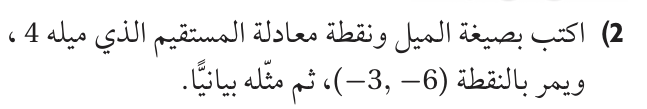 2) اكتب بصيغة الميل ونقطة معادلة المستقيم الذي ميله 4 ،
ويمر بالنقطة (−3, −6)، ثم مثّله بيانيًّا.